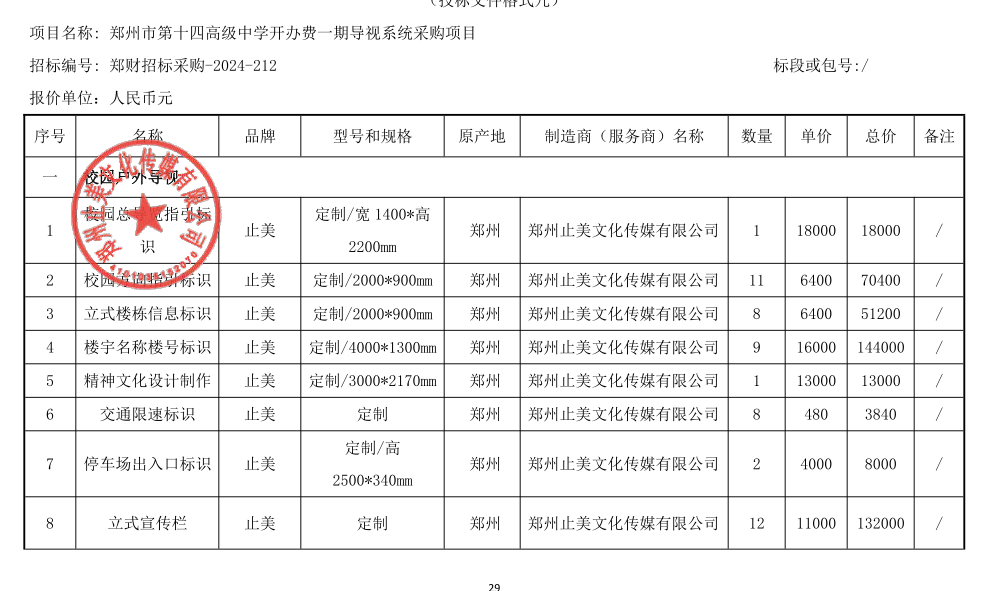 （投标文件格式九）
项目名称: 郑州市第十四高级中学开办费一期导视系统采购项目
招标编号: 郑财招标采购-2024-212 标段或包号:/
报价单位: 人民币元
序号 名称 品牌 型号和规格 原产地 制造商（服务商）名称 数量 单价 总价 备注
一 校园户外导视
1 校园总导览指引标识 止美 定制/宽 1400*高 2200mm 郑州 郑州止美文化传媒有限公司 1 18000 18000 /
2 校园方向指引标识 止美 定制/2000*900mm 郑州 郑州止美文化传媒有限公司 11 6400 70400 /
3 立式楼栋信息标识 止美 定制/2000*900mm 郑州 郑州止美文化传媒有限公司 8 6400 51200 /
4 楼宇名称楼号标识 止美 定制/4000*1300mm 郑州 郑州止美文化传媒有限公司 9 16000 144000 /
5 精神文化设计制作 止美 定制/3000*2170mm 郑州 郑州止美文化传媒有限公司 1 13000 13000 /
6 交通限速标识 止美 定制 郑州 郑州止美文化传媒有限公司 8 480 3840 /
7 停车场出入口标识 止美 定制/高 2500*340mm 郑州 郑州止美文化传媒有限公司 2 4000 8000 /
8 立式宣传栏 止美 定制 郑州 郑州止美文化传媒有限公司 12 11000 132000 /
郑州止美文化传媒有限公司
29